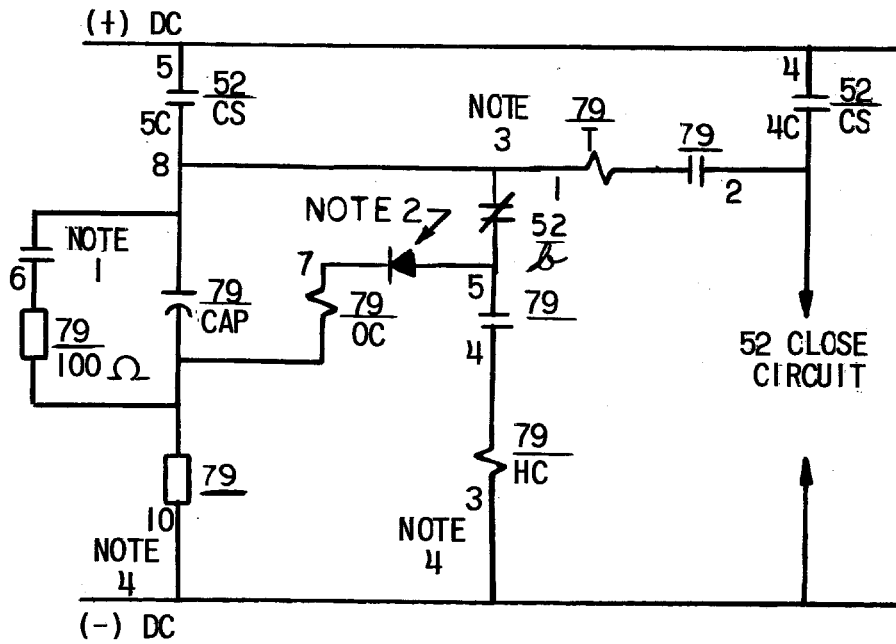 (+) DC
5
52
CS
5C
4
52
CS
4C
NOTE
3
79
T
79
8
1
2
NOTE 2
52
b
NOTE
1
6
7
5
79
CAP
79
OC
79
4
79
100 Ω
52 CLOSE
CIRCUIT
79
HC
79
3
10
NOTE
4
NOTE
4
(-) DC